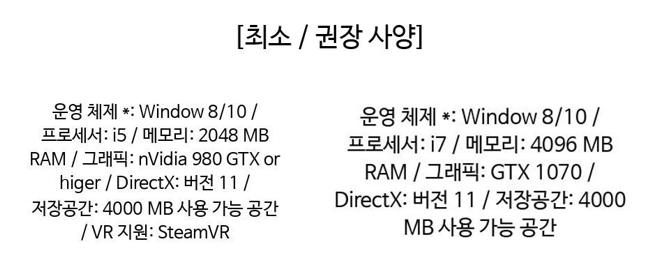 [최소 / 권장 사양]
운영 체제 *: Window 8/10 /
프로세서: i5 / 메모리: 2048 MB
RAM / 그래픽: nVidia 980 GTX or
higer / DirectX: 버전 11 /
저장공간: 4000 MB 사용 가능 공간
/ VR 지원: SteamVR
운영 체제 *: Window 8/10 /
프로세서: i7 / 메모리: 4096 MB
RAM / 그래픽: GTX 1070 /
DirectX: 버전 11 / 저장공간: 4000
MB 사용 가능 공간